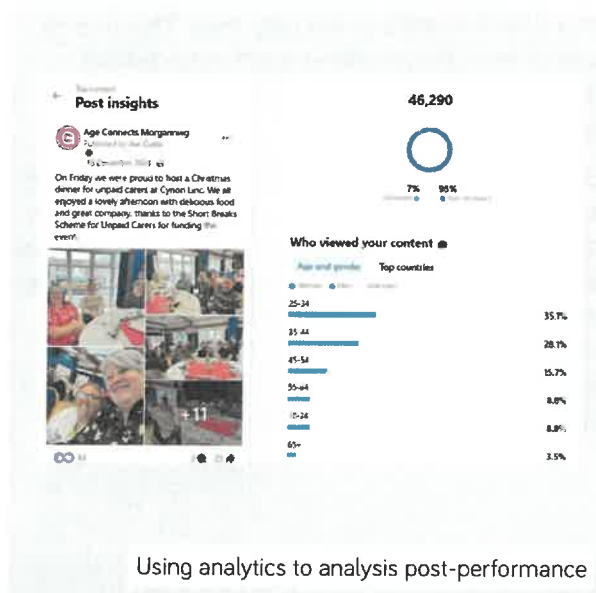 Post insights
Age Connects Morgannwg
On Friday we were proud to host a Christmas
dinner for unpaid carers at Cynon Linc. We all
enjoyed a lovely afternoon with delicious food
and great company, thanks to the Short Breaks
Scheme for Unpaid Carers for funding the
event.
+11
46,290
7% 93%
Who viewed your content
Age and gender Top countries
25-34
35.1%
35-44
28.1%
45-54
15.7%
55-64
8.8%
18-24
8.8%
65+
3.5%
Using analytics to analysis post-performance